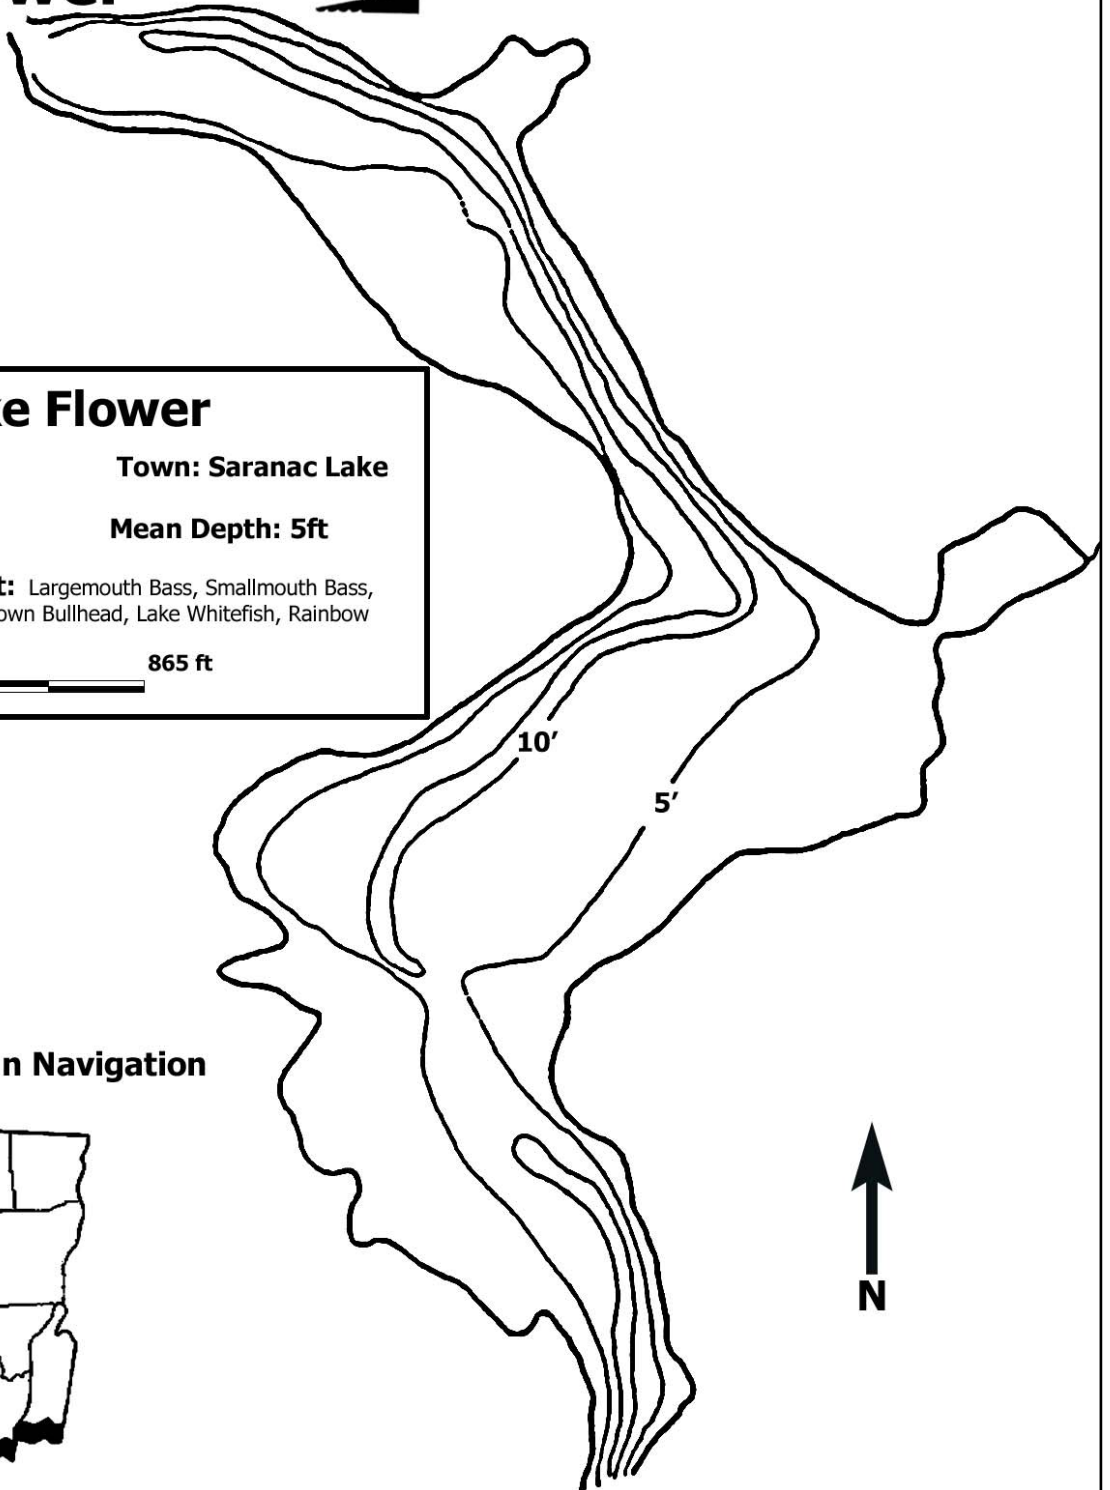 ke Flower
Town: Saranac Lake
Mean Depth: 5ft
t: Largemouth Bass, Smallmouth Bass,
own Bullhead, Lake Whitefish, Rainbow
865 ft
10’
5’
n Navigation
N